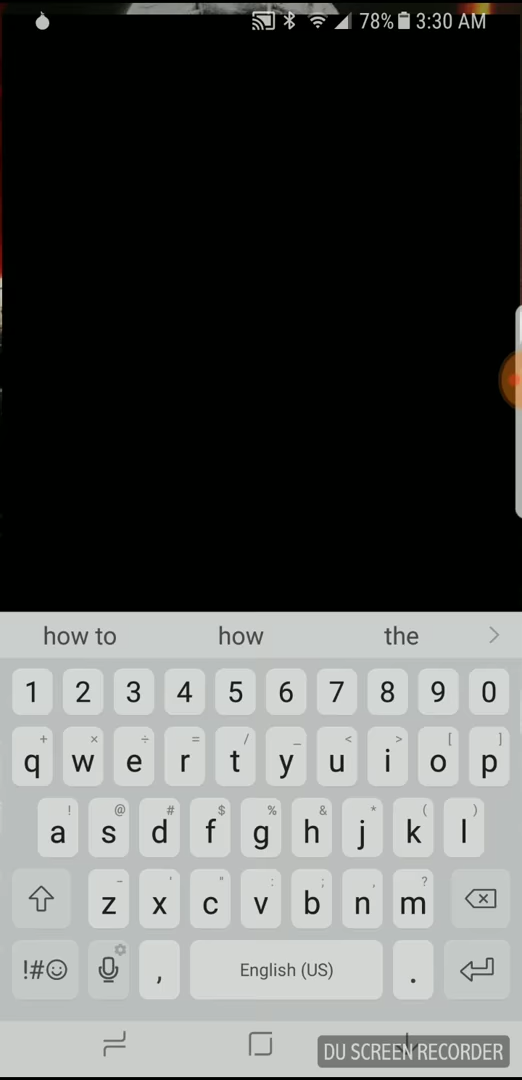 78% 3:30 AM
how to how the
1 2 3 4 5 6 7 8 9 0
+ × ÷ = / _ < > [ ]
q w e r t y u i o p
! @ # $ % & * ( )
a s d f g h j k l
- ' " : ; , ?
z x c v b n m
!#☺ , English (US) .
DU SCREEN RECORDER